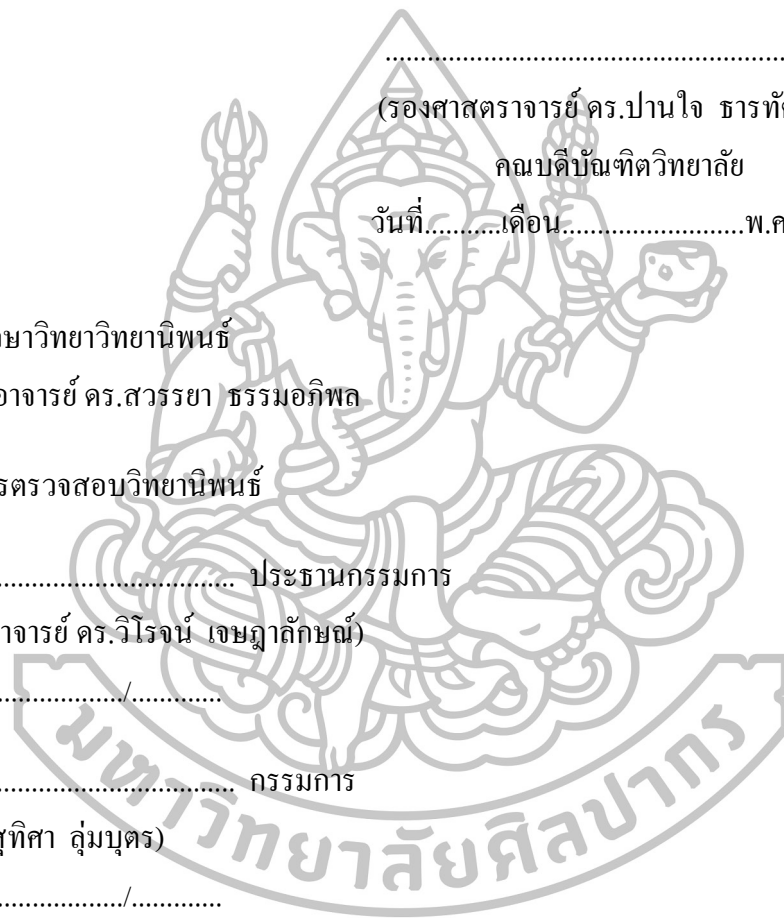 ............................................................
(รองศาสตราจารย์ ดร.ปานใจ ธารทั
คณบดีบัณฑิตวิทยาลัย
วันที่...........เดือน..........................พ.ศ
ษาวิทยาวิทยานิพนธ์
อาจารย์ ดร.สวรรยา ธรรมอภิพล
รตรวจสอบวิทยานิพนธ์
.................................. ประธานกรรมการ
าจารย์ ดร.วิโรจน์ เจษฎาลักษณ์)
................../.............
.................................. กรรมการ
สุทิศา ลุ่มบุตร)
................../.............
มหาวิทยาลัยศิลปากร